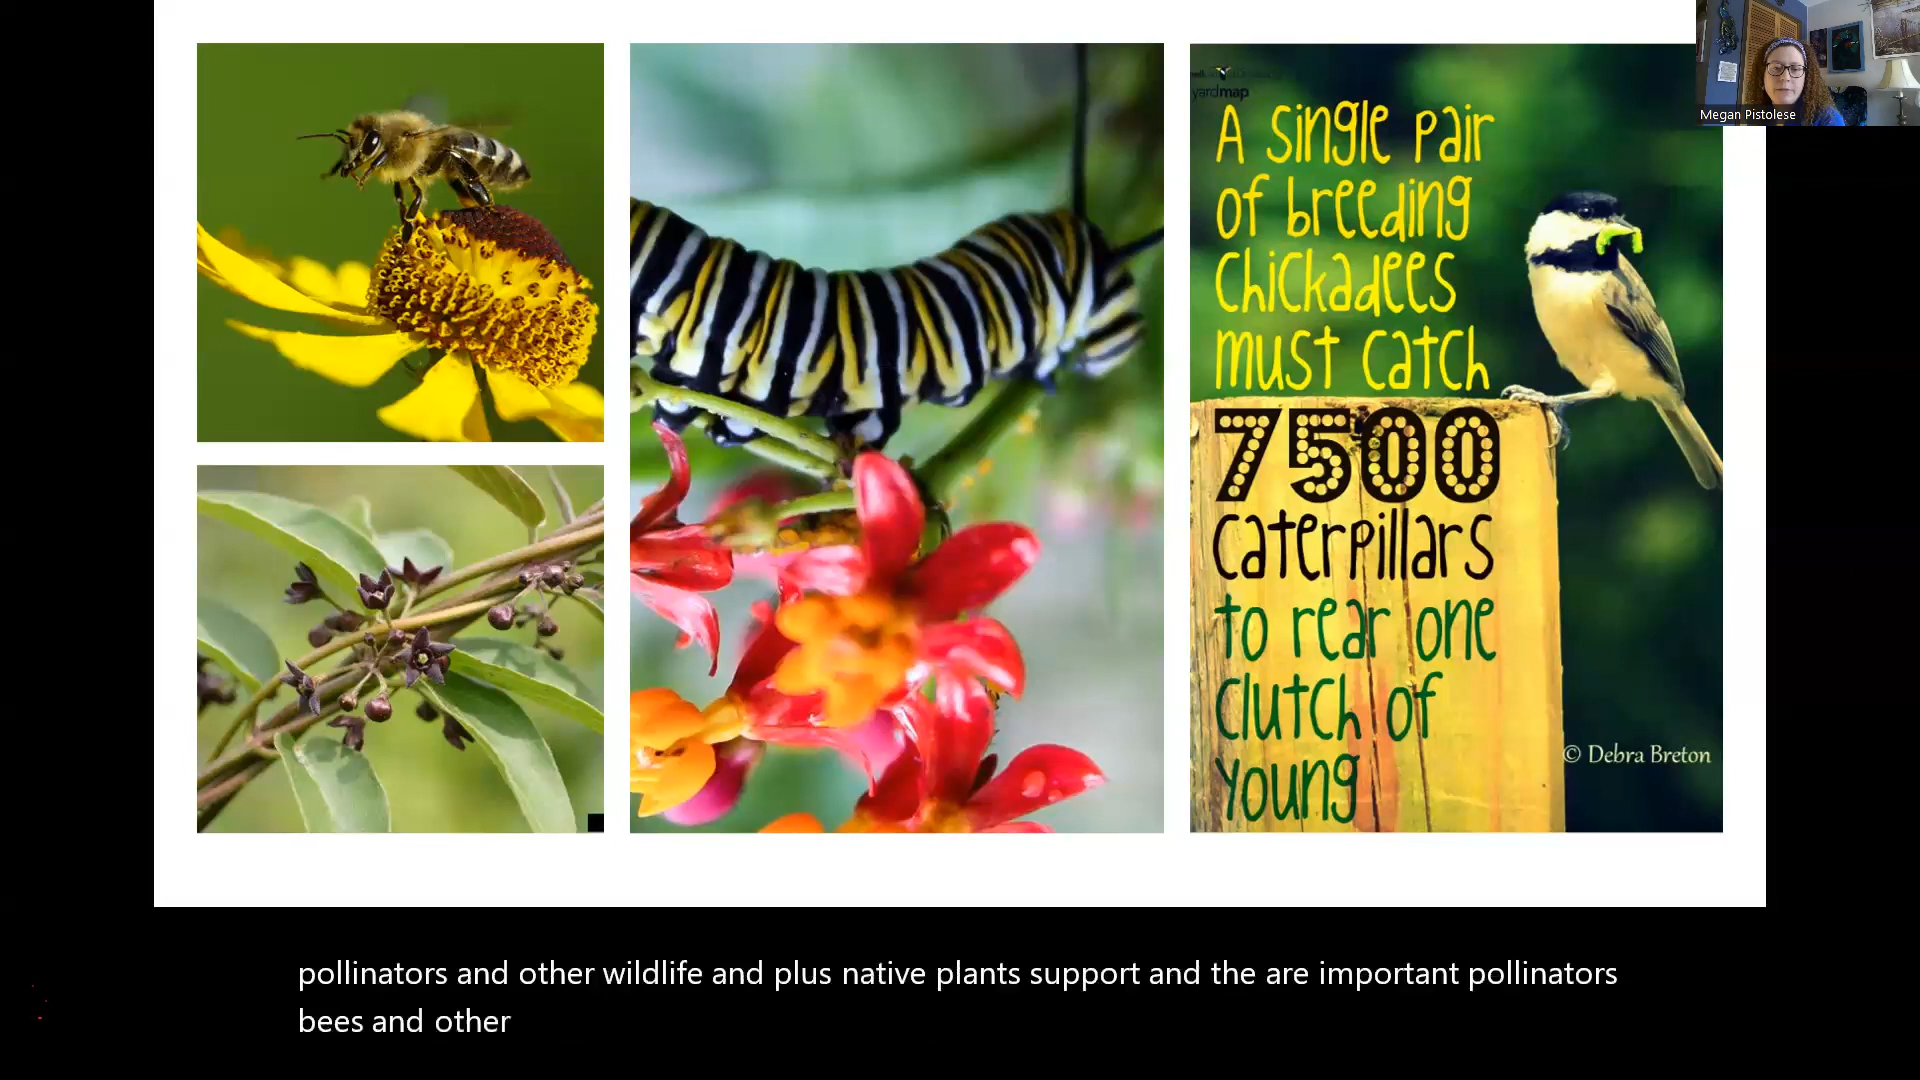 Megan Pistolese
yardmap
A single pair
of breeding
chickadees
must catch
7500
caterpillars
to rear one
clutch of
young
© Debra Breton
pollinators and other wildlife and plus native plants support and the are important pollinators
bees and other